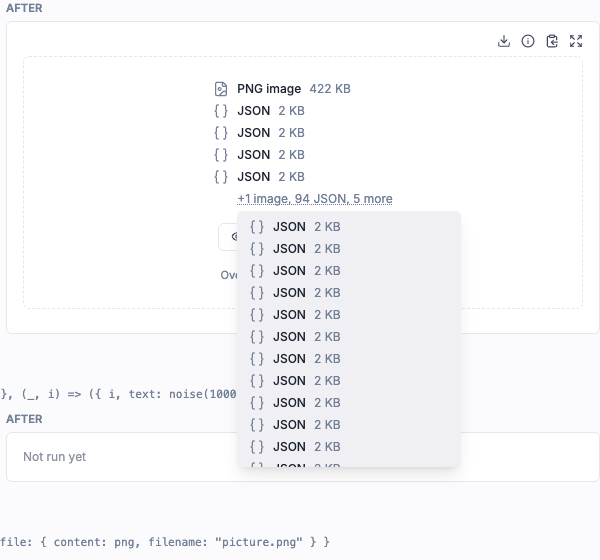 AFTER
PNG image 422 KB
JSON 2 KB
JSON 2 KB
JSON 2 KB
JSON 2 KB
+1 image, 94 JSON, 5 more
JSON 2 KB
JSON 2 KB
JSON 2 KB
JSON 2 KB
JSON 2 KB
JSON 2 KB
JSON 2 KB
JSON 2 KB
JSON 2 KB
JSON 2 KB
JSON 2 KB
}, (_, i) => ({ i, text: noise(1000
AFTER
Not run yet
file: { content: png, filename: "picture.png" } }